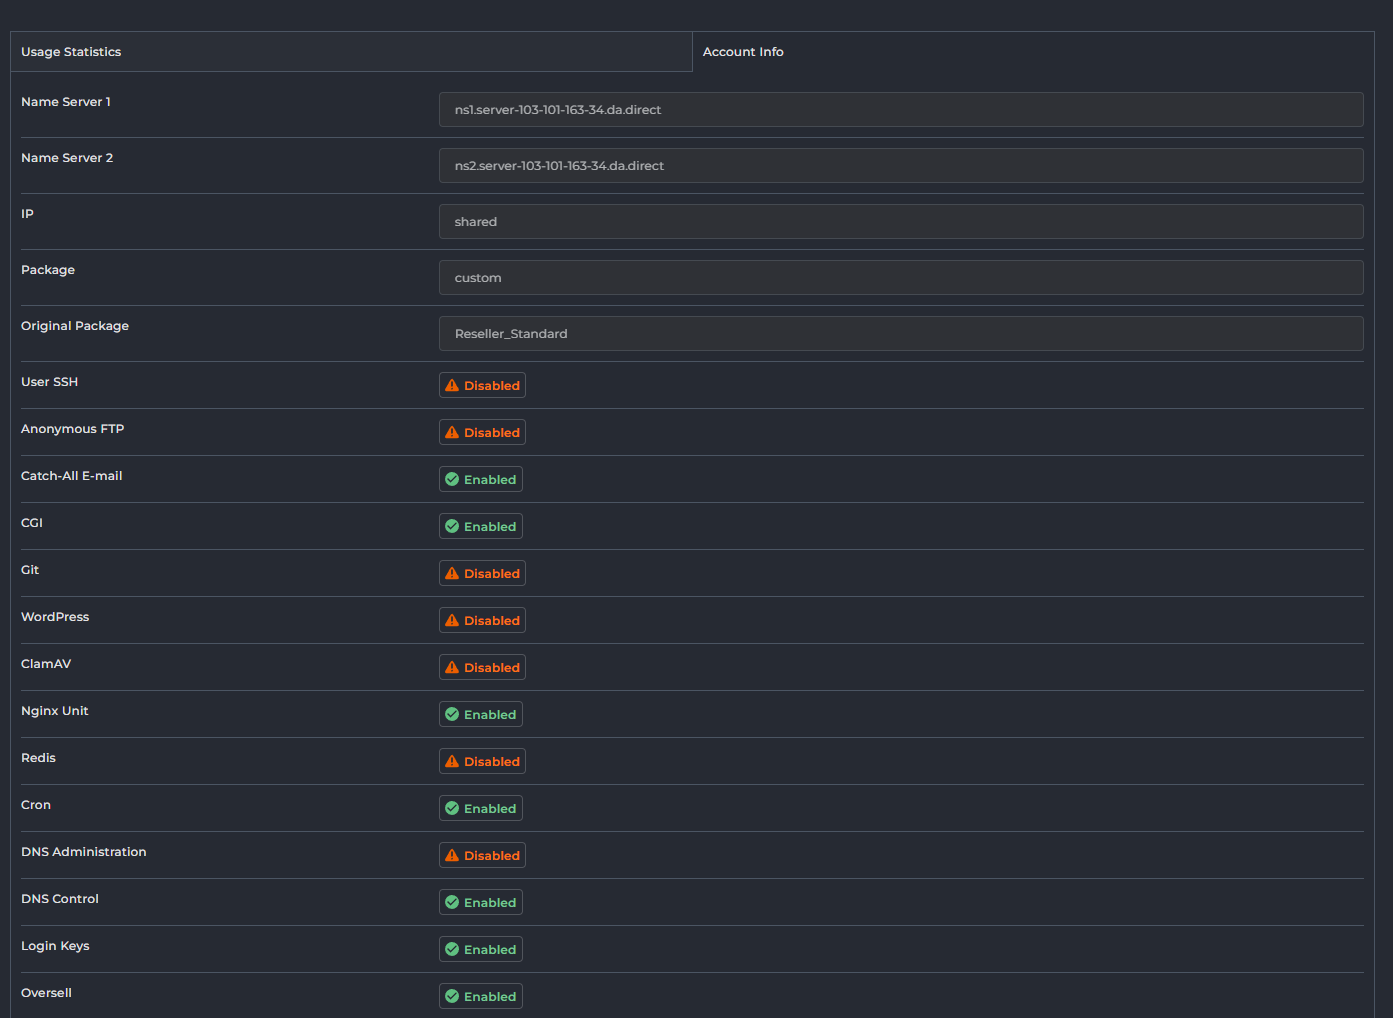 Usage Statistics
Account Info
Name Server 1
ns1.server-103-101-163-34.da.direct
Name Server 2
ns2.server-103-101-163-34.da.direct
IP
shared
Package
custom
Original Package
Reseller_Standard
User SSH
Disabled
Anonymous FTP
Disabled
Catch-All E-mail
Enabled
CGI
Enabled
Git
Disabled
WordPress
Disabled
ClamAV
Disabled
Nginx Unit
Enabled
Redis
Disabled
Cron
Enabled
DNS Administration
Disabled
DNS Control
Enabled
Login Keys
Enabled
Oversell
Enabled